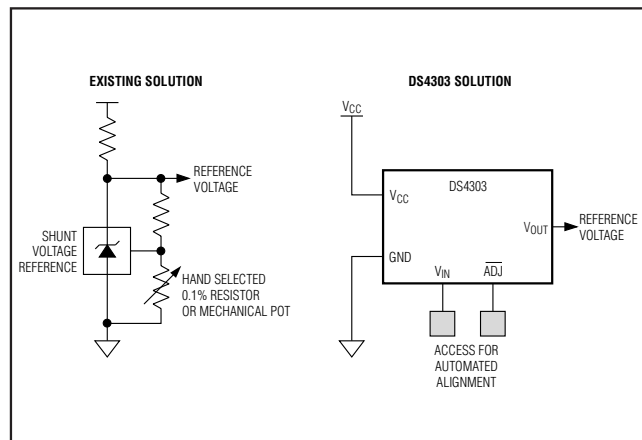 EXISTING SOLUTION
REFERENCE
VOLTAGE
SHUNT
VOLTAGE
REFERENCE
HAND SELECTED
0.1% RESISTOR
OR MECHANICAL POT
DS4303 SOLUTION
VCC
DS4303
VCC
VOUT
REFERENCE
VOLTAGE
GND
VIN
ADJ
ACCESS FOR
AUTOMATED
ALIGNMENT